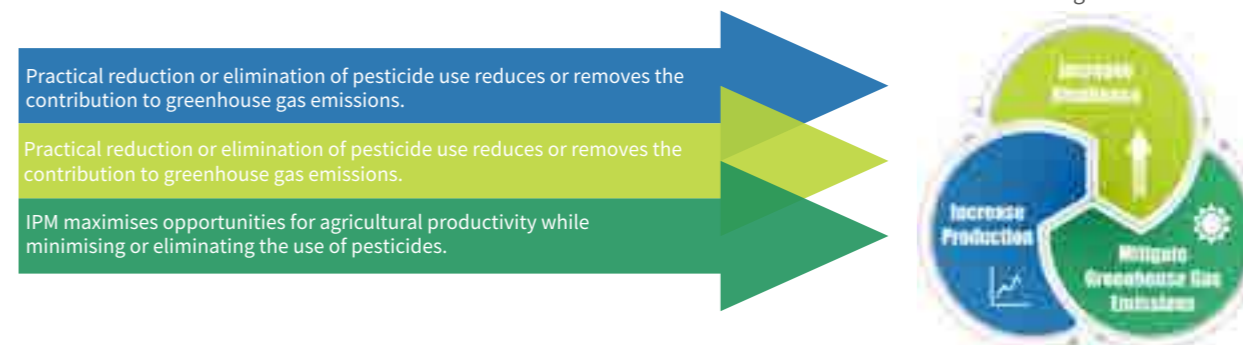 Practical reduction or elimination of pesticide use reduces or removes the
contribution to greenhouse gas emissions.
Practical reduction or elimination of pesticide use reduces or removes the
contribution to greenhouse gas emissions.
IPM maximises opportunities for agricultural productivity while
minimising or eliminating the use of pesticides.
Increase
Increase
Production
Mitigate
Greenhouse Gas
Emissions